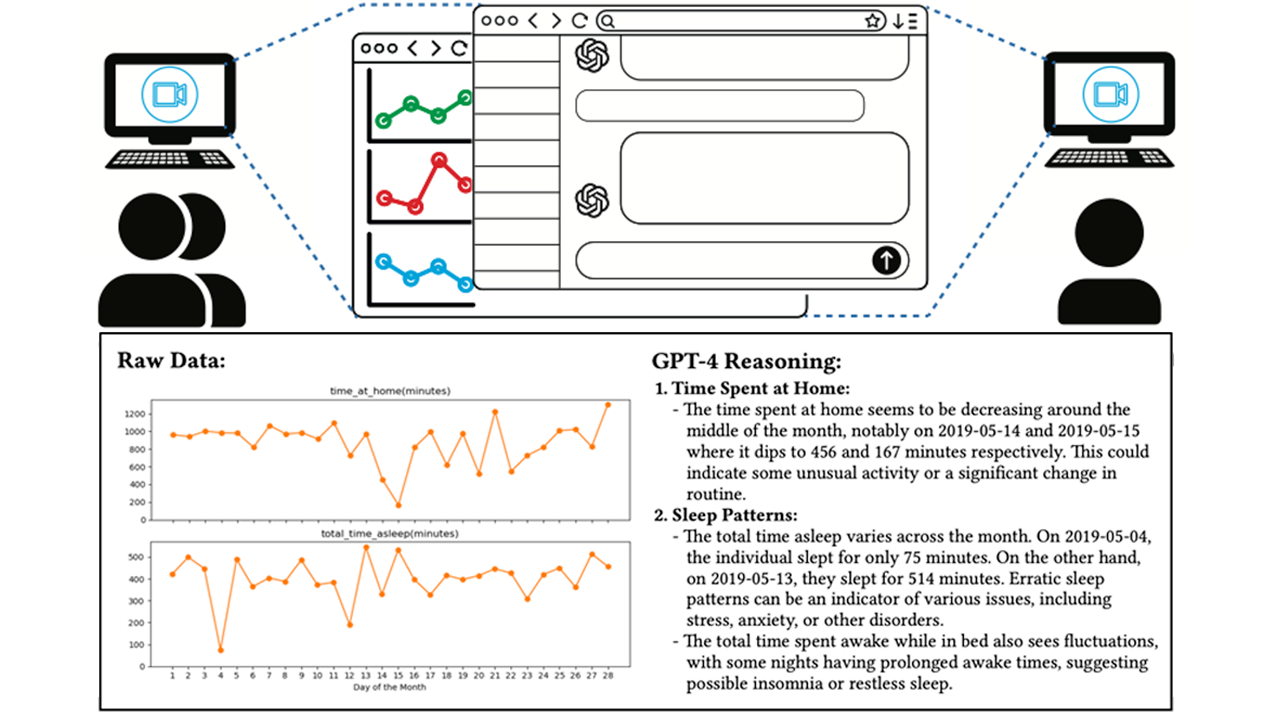 Raw Data:
time_at_home(minutes)
1200
1000
800
600
400
200
0
total_time_asleep(minutes)
500
400
300
200
100
0
1 2 3 4 5 6 7 8 9 10 11 12 13 14 15 16 17 18 19 20 21 22 23 24 25 26 27 28
Day of the Month
GPT-4 Reasoning:
1. Time Spent at Home:
- The time spent at home seems to be decreasing around the
middle of the month, notably on 2019-05-14 and 2019-05-15
where it dips to 456 and 167 minutes respectively. This could
indicate some unusual activity or a significant change in
routine.
2. Sleep Patterns:
- The total time asleep varies across the month. On 2019-05-04,
the individual slept for only 75 minutes. On the other hand,
on 2019-05-13, they slept for 514 minutes. Erratic sleep
patterns can be an indicator of various issues, including
stress, anxiety, or other disorders.
- The total time spent awake while in bed also sees fluctuations,
with some nights having prolonged awake times, suggesting
possible insomnia or restless sleep.